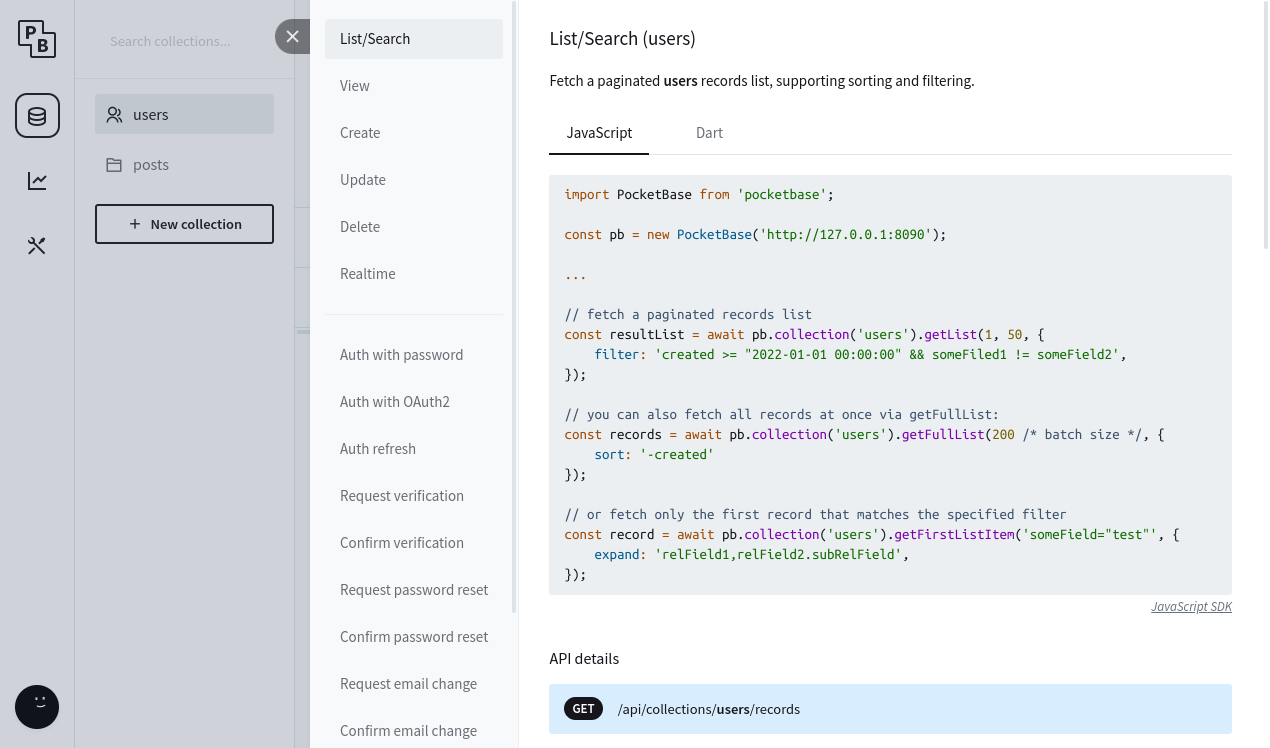 P
B
Search collections...
users
posts
+ New collection
List/Search
View
Create
Update
Delete
Realtime
Auth with password
Auth with OAuth2
Auth refresh
Request verification
Confirm verification
Request password reset
Confirm password reset
Request email change
Confirm email change
List/Search (users)
Fetch a paginated users records list, supporting sorting and filtering.
JavaScript
Dart
import PocketBase from 'pocketbase';
const pb = new PocketBase('http://127.0.0.1:8090');
...
// fetch a paginated records list
const resultList = await pb.collection('users').getList(1, 50, {
    filter: 'created >= "2022-01-01 00:00:00" && someFiled1 != someField2',
});
// you can also fetch all records at once via getFullList:
const records = await pb.collection('users').getFullList(200 /* batch size */, {
    sort: '-created'
});
// or fetch only the first record that matches the specified filter
const record = await pb.collection('users').getFirstListItem('someField="test"', {
    expand: 'relField1,relField2.subRelField',
});
JavaScript SDK
API details
GET /api/collections/users/records